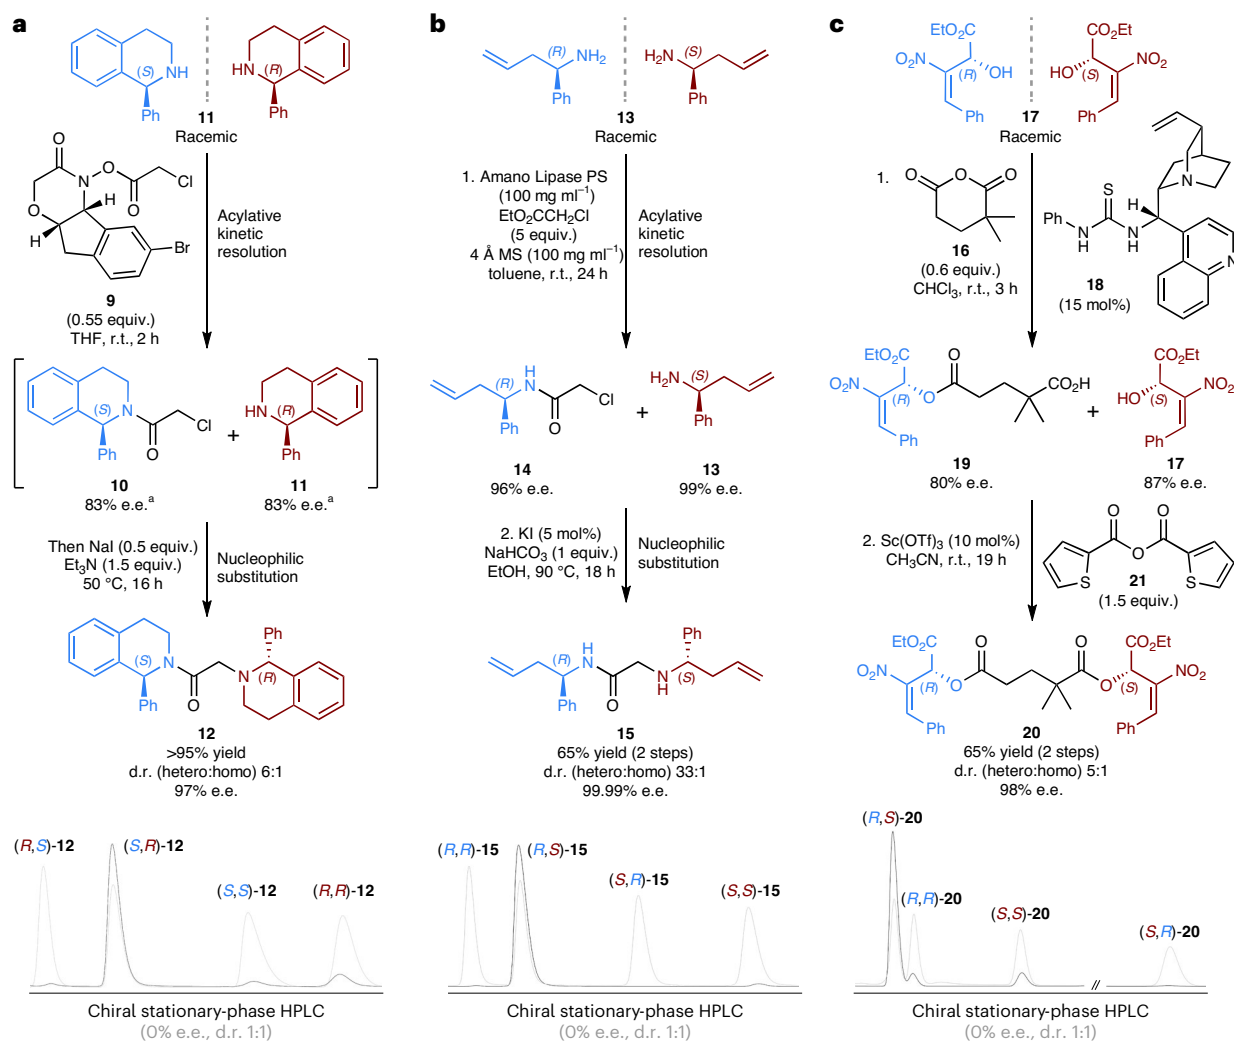 a
(S)
NH
Ph
HN
(R)
Ph
11
Racemic
O
N
O
Cl
O
O
H
H
Br
9
(0.55 equiv.)
THF, r.t., 2 h
Acylative
kinetic
resolution
(S)
N
Cl
Ph
O
+
HN
(R)
Ph
10
83% e.e.a
11
83% e.e.a
Then NaI (0.5 equiv.)
Et3N (1.5 equiv.)
50 °C, 16 h
Nucleophilic
substitution
(S)
N
N
Ph
O
Ph
(R)
12
>95% yield
d.r. (hetero:homo) 6:1
97% e.e.
(R,S)-12
(S,R)-12
(S,S)-12
(R,R)-12
Chiral stationary-phase HPLC
(0% e.e., d.r. 1:1)
b
(R)
NH2
Ph
H2N
(S)
Ph
13
Racemic
1. Amano Lipase PS
(100 mg ml−1)
EtO2CCH2Cl
(5 equiv.)
4 Å MS (100 mg ml−1)
toluene, r.t., 24 h
Acylative
kinetic
resolution
(R)
H
N
Cl
Ph
O
+
H2N
(S)
Ph
14
96% e.e.
13
99% e.e.
2. KI (5 mol%)
NaHCO3 (1 equiv.)
EtOH, 90 °C, 18 h
Nucleophilic
substitution
(R)
H
N
Ph
O
N
H
Ph
(S)
15
65% yield (2 steps)
d.r. (hetero:homo) 33:1
99.99% e.e.
(R,R)-15
(R,S)-15
(S,R)-15
(S,S)-15
Chiral stationary-phase HPLC
(0% e.e., d.r. 1:1)
c
EtO2C
NO2
(R)
OH
Ph
CO2Et
HO
(S)
NO2
Ph
17
Racemic
1.
O
O
O
16
(0.6 equiv.)
CHCl3, r.t., 3 h
N
S
H
Ph
N
H
N
H
N
18
(15 mol%)
EtO2C
NO2
(R)
O
O
CO2H
Ph
+
CO2Et
HO
(S)
NO2
Ph
19
80% e.e.
17
87% e.e.
2. Sc(OTf)3 (10 mol%)
CH3CN, r.t., 19 h
O
O
O
S
S
21
(1.5 equiv.)
EtO2C
NO2
(R)
O
O
O
O
CO2Et
(S)
NO2
Ph
Ph
20
65% yield (2 steps)
d.r. (hetero:homo) 5:1
98% e.e.
(R,S)-20
(R,R)-20
(S,S)-20
(S,R)-20
Chiral stationary-phase HPLC
(0% e.e., d.r. 1:1)